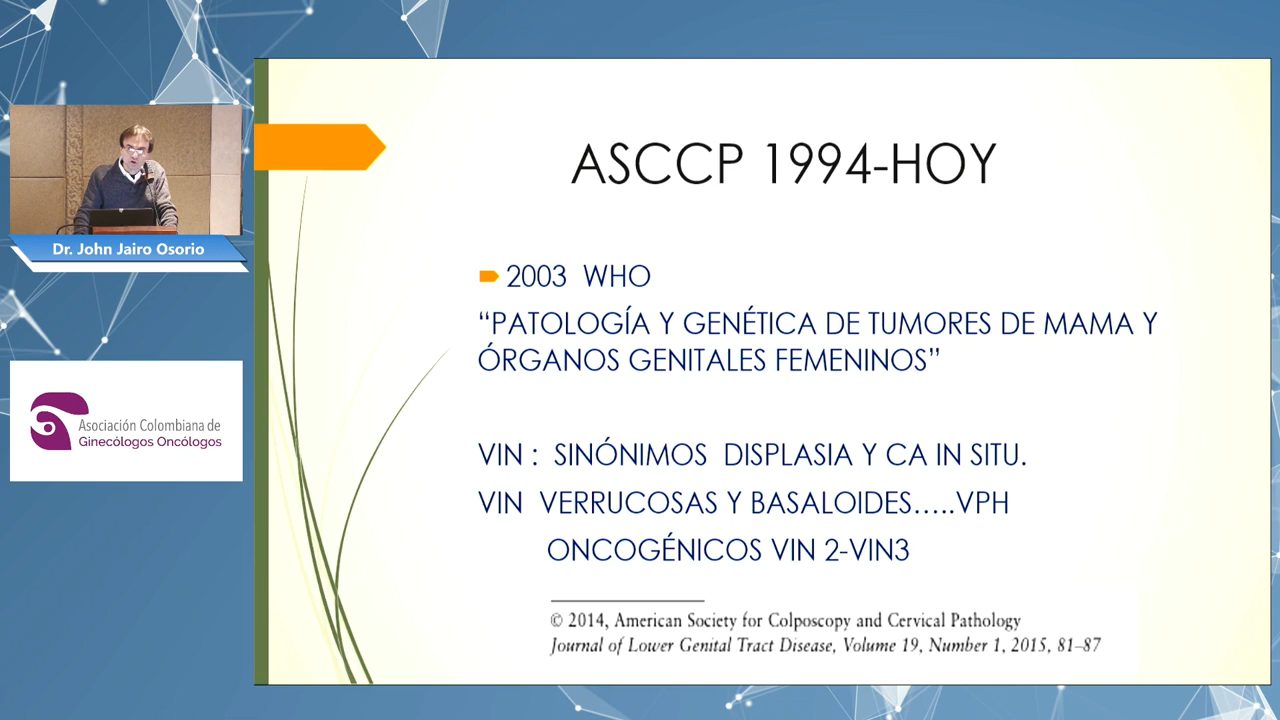 ASCCP 1994-HOY
Dr. John Jairo Osorio
2003 WHO
“PATOLOGÍA Y GENÉTICA DE TUMORES DE MAMA Y
ÓRGANOS GENITALES FEMENINOS”
Asociación Colombiana de
Ginecólogos Oncólogos
VIN : SINÓNIMOS DISPLASIA Y CA IN SITU.
VIN VERRUCOSAS Y BASALOIDES…..VPH
ONCOGÉNICOS VIN 2-VIN3
© 2014, American Society for Colposcopy and Cervical Pathology
Journal of Lower Genital Tract Disease, Volume 19, Number 1, 2015, 81–87